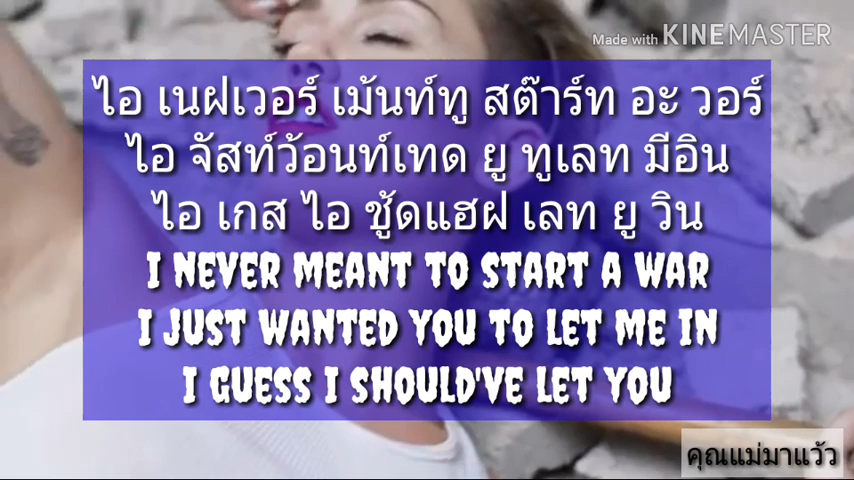 Made with KINEMASTER
ไอ เนฝเวอร์ เม้นท์ทู สต๊าร์ท อะ วอร์
ไอ จัสท์ว้อนท์เทด ยู ทูเลท มีอิน
ไอ เกส ไอ ชู้ดแฮฝ เลท ยู วิน
I NEVER MEANT TO START A WAR
I JUST WANTED YOU TO LET ME IN
I GUESS I SHOULD'VE LET YOU
คุณแม่มาแว้ว